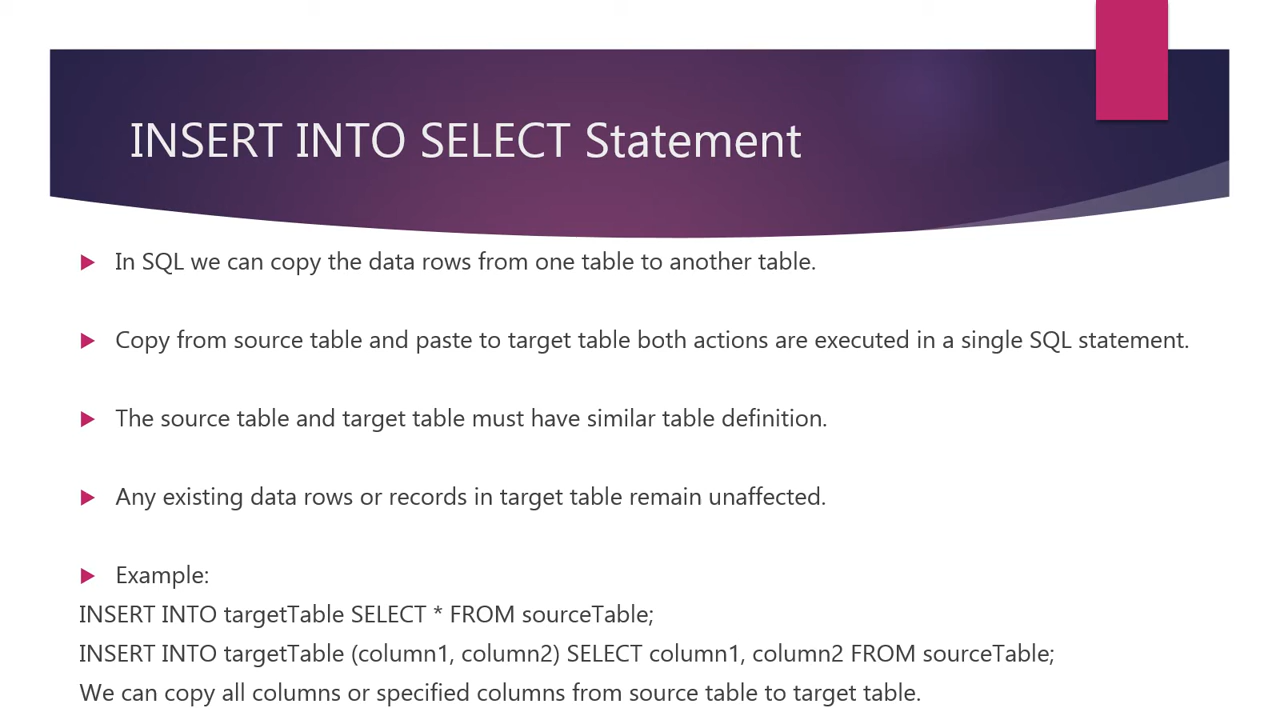 INSERT INTO SELECT Statement
In SQL we can copy the data rows from one table to another table.
Copy from source table and paste to target table both actions are executed in a single SQL statement.
The source table and target table must have similar table definition.
Any existing data rows or records in target table remain unaffected.
Example:
INSERT INTO targetTable SELECT * FROM sourceTable;
INSERT INTO targetTable (column1, column2) SELECT column1, column2 FROM sourceTable;
We can copy all columns or specified columns from source table to target table.